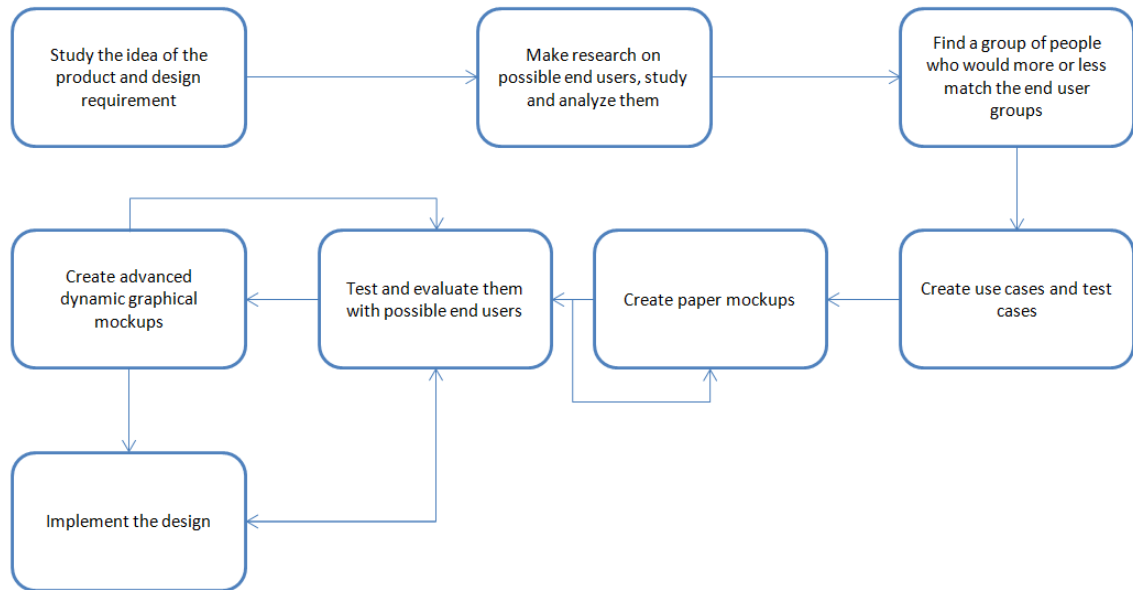 Study the idea of the
product and design
requirement
Make research on
possible end users, study
and analyze them
Find a group of people
who would more or less
match the end user
groups
Create advanced
dynamic graphical
mockups
Test and evaluate them
with possible end users
Create paper mockups
Create use cases and test
cases
Implement the design